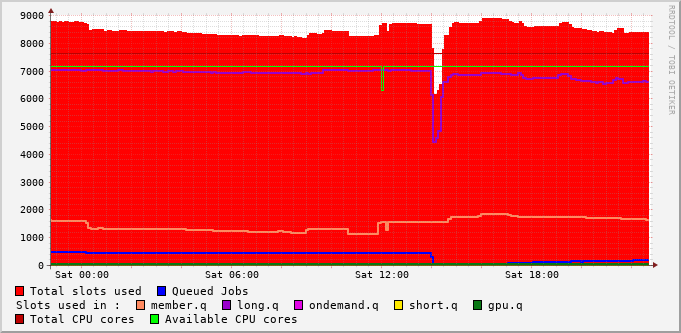 9000
8000
7000
6000
5000
4000
3000
2000
1000
0
Sat 00:00 Sat 06:00 Sat 12:00 Sat 18:00
RRDTOOL / TOBI OETIKER
Total slots used Queued Jobs
Slots used in : member.q long.q ondemand.q short.q gpu.q
Total CPU cores Available CPU cores